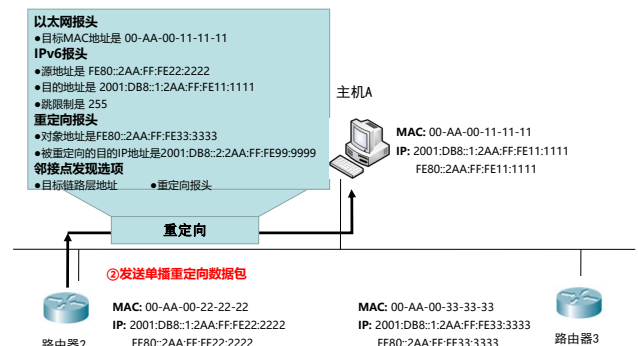 以太网报头
●目标MAC地址是 00-AA-00-11-11-11
IPv6报头
●源地址是 FE80::2AA:FF:FE22:2222
●目的地址是 2001:DB8::1:2AA:FF:FE11:1111
●跳限制是 255
重定向报头
●对象地址是FE80::2AA:FF:FE33:3333
●被重定向的目的IP地址是2001:DB8::2:2AA:FF:FE99:9999
邻接点发现选项
●目标链路层地址 ●重定向报头
主机A
MAC: 00-AA-00-11-11-11
IP: 2001:DB8::1:2AA:FF:FE11:1111
FE80::2AA:FF:FE11:1111
重定向
②发送单播重定向数据包
MAC: 00-AA-00-22-22-22
IP: 2001:DB8::1:2AA:FF:FE22:2222
FE80::2AA:FF:FE22:2222
路由器2
MAC: 00-AA-00-33-33-33
IP: 2001:DB8::1:2AA:FF:FE33:3333
FE80::2AA:FF:FE33:3333
路由器3